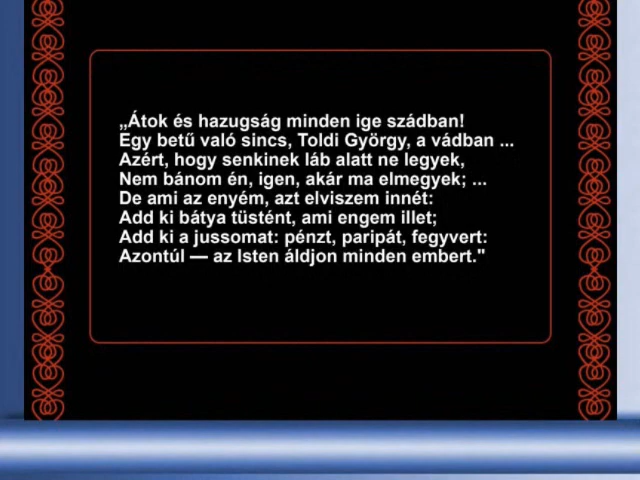 „Átok és hazugság minden ige szádban!
Egy betű való sincs, Toldi György, a vádban ...
Azért, hogy senkinek láb alatt ne legyek,
Nem bánom én, igen, akár ma elmegyek; ...
De ami az enyém, azt elviszem innét:
Add ki bátya tüstént, ami engem illet;
Add ki a jussomat: pénzt, paripát, fegyvert:
Azontúl — az Isten áldjon minden embert."